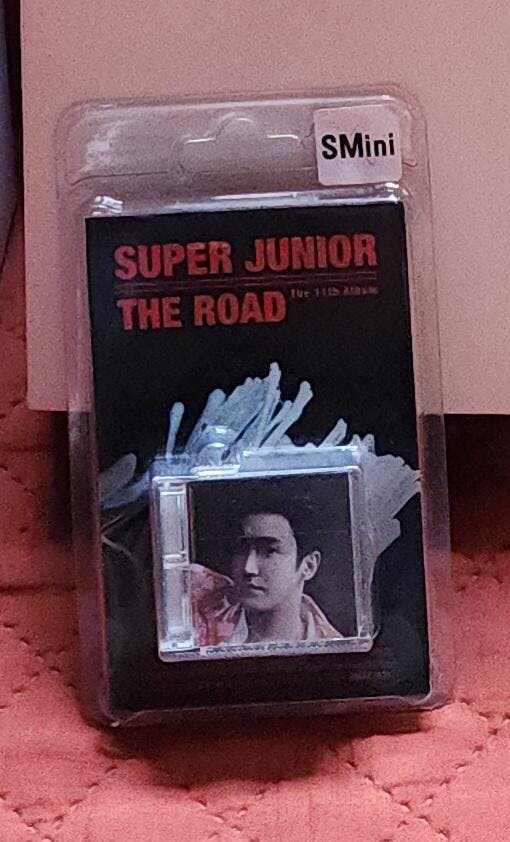 SMini
SUPER JUNIOR
THE ROAD The 11th Album